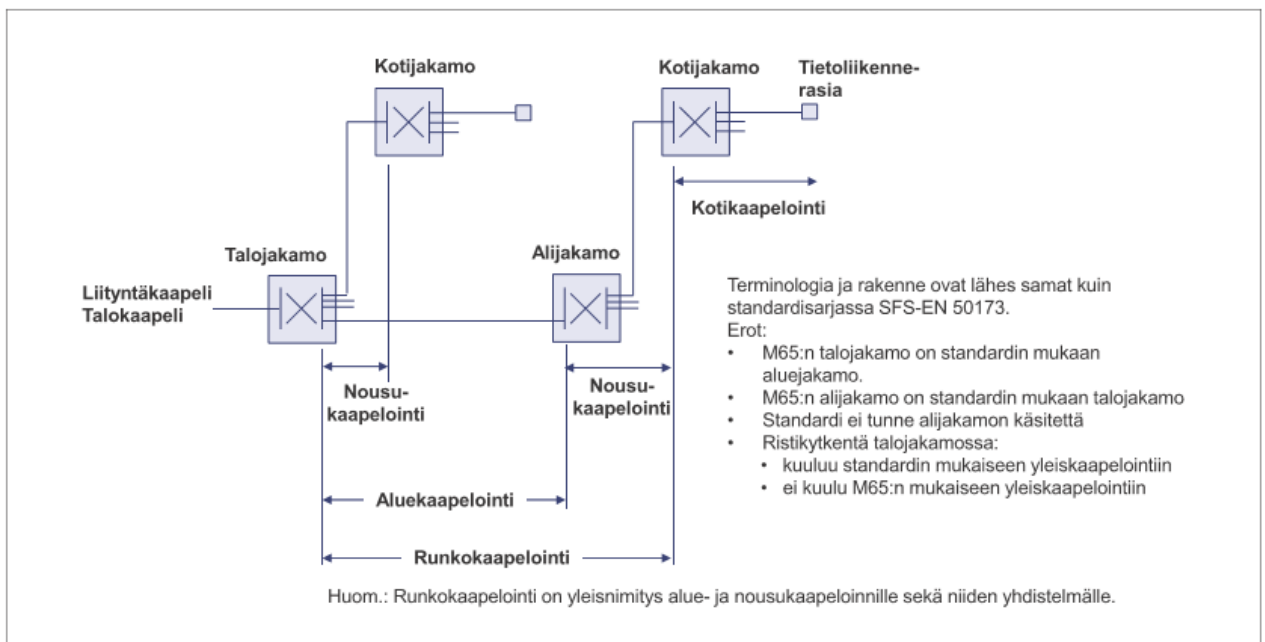 Kotijakamo
Kotijakamo
Tietoliikenne-
rasia
Kotikaapelointi
Talojakamo
Alijakamo
Liityntäkaapeli
Talokaapeli
Nousu-
kaapelointi
Nousu-
kaapelointi
Terminologia ja rakenne ovat lähes samat kuin
standardisarjassa SFS-EN 50173.
Erot:
• M65:n talojakamo on standardin mukaan
aluejakamo.
• M65:n alijakamo on standardin mukaan talojakamo
• Standardi ei tunne alijakamon käsitettä
• Ristikytkentä talojakamossa:
• kuuluu standardin mukaiseen yleiskaapelointiin
• ei kuulu M65:n mukaiseen yleiskaapelointiin
Aluekaapelointi
Runkokaapelointi
Huom.: Runkokaapelointi on yleisnimitys alue- ja nousukaapeloinnille sekä niiden yhdistelmälle.